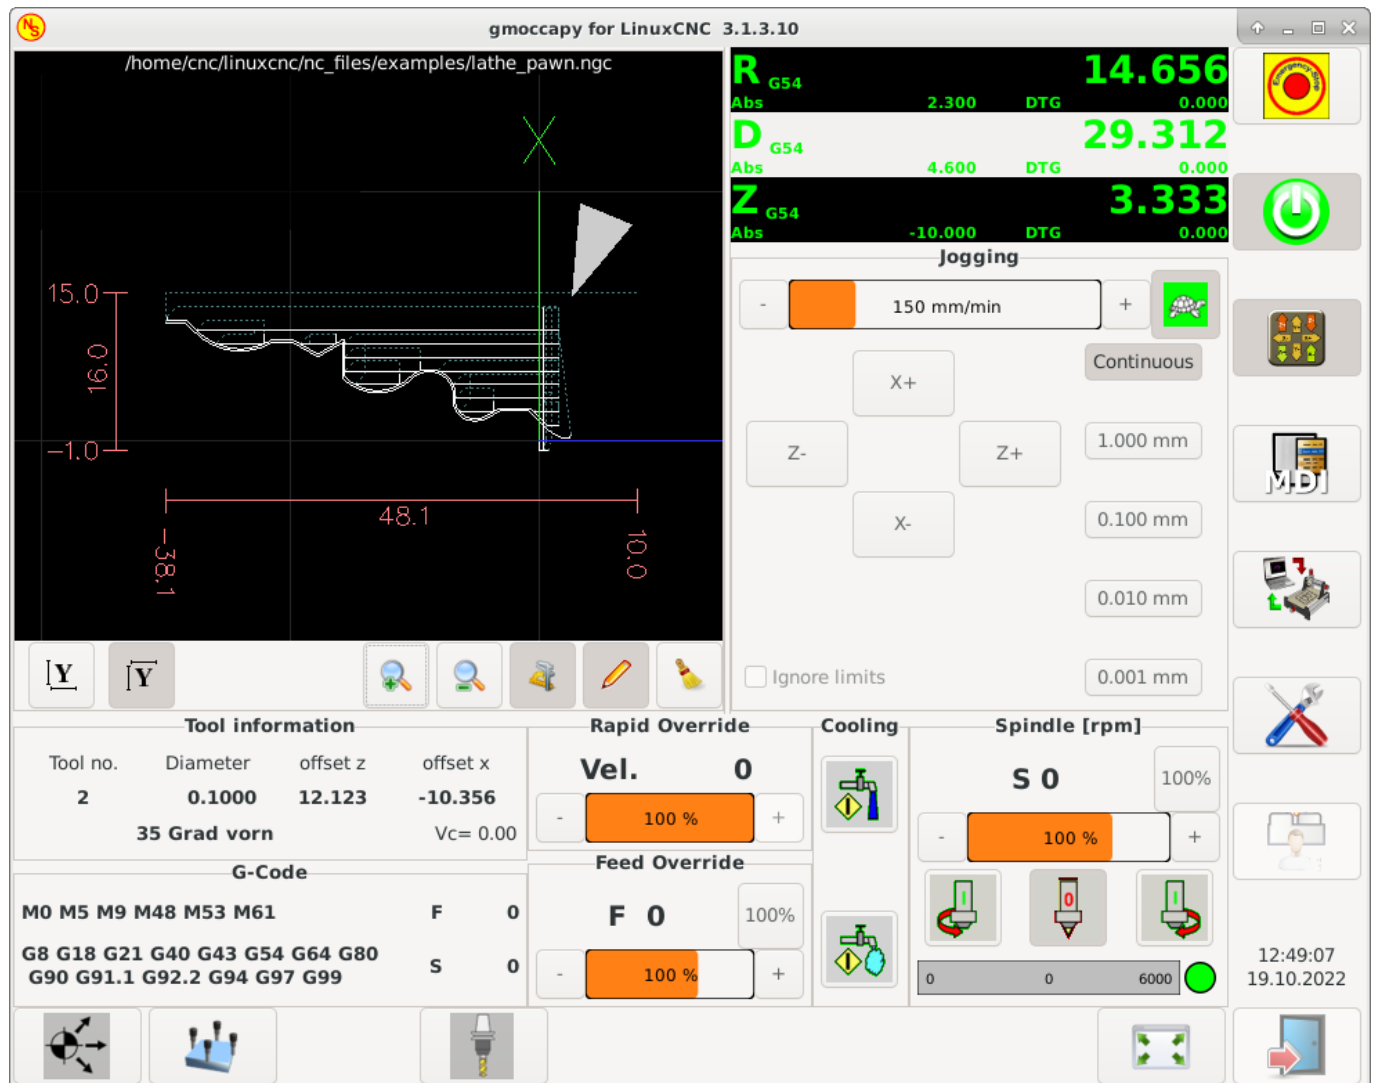 NS
gmoccapy for LinuxCNC 3.1.3.10
/home/cnc/linuxcnc/nc_files/examples/lathe_pawn.ngc
15.0
16.0
-1.0
48.1
-38.1
10.0
R G54 14.656
Abs 2.300 DTG 0.000
D G54 29.312
Abs 4.600 DTG 0.000
Z G54 3.333
Abs -10.000 DTG 0.000
Emergency-Stop
Jogging
- 150 mm/min +
Continuous
X+
1.000 mm
Z- Z+
X-
0.100 mm
0.010 mm
Ignore limits
0.001 mm
MDI
Y Y
Tool information
Tool no. Diameter offset z offset x
2 0.1000 12.123 -10.356
35 Grad vorn Vc= 0.00
G-Code
M0 M5 M9 M48 M53 M61 F 0
G8 G18 G21 G40 G43 G54 G64 G80
G90 G91.1 G92.2 G94 G97 G99
S 0
Rapid Override
Vel. 0
- 100 % +
Feed Override
F 0 100%
- 100 % +
Cooling
Spindle [rpm]
S 0 100%
- 100 % +
I 0 I
0 0 6000
12:49:07
19.10.2022